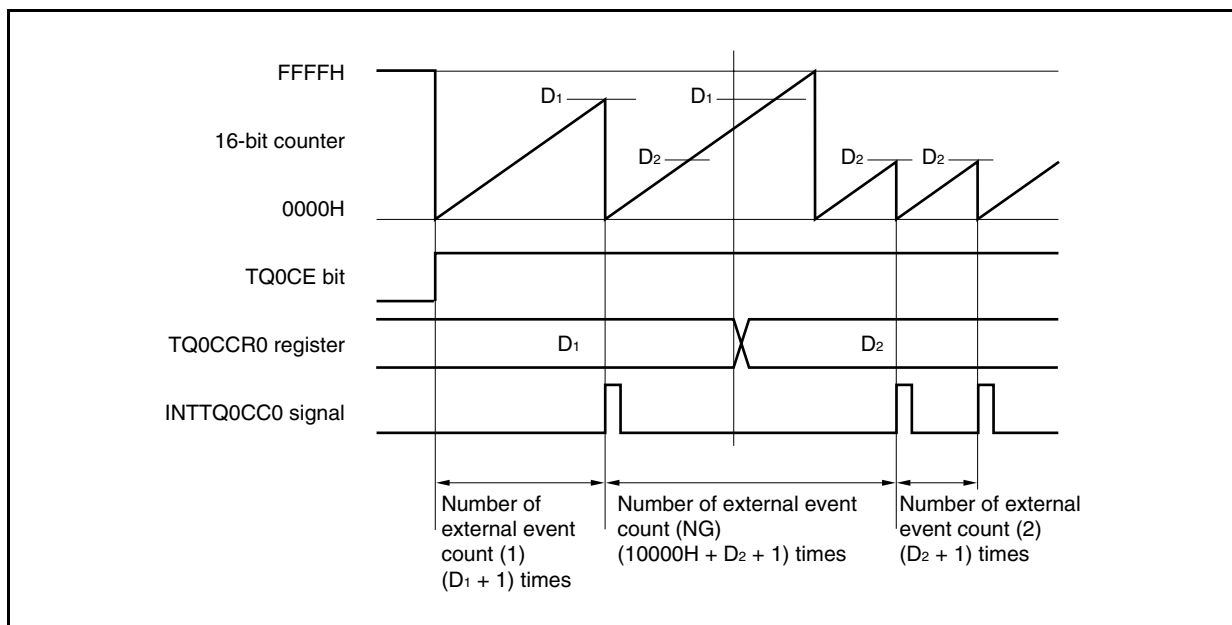 FFFFH
D1
D1
16-bit counter
D2
D2
D2
0000H
TQ0CE bit
TQ0CCR0 register
D1
D2
INTTQ0CC0 signal
Number of
external event
count (1)
(D1 + 1) times
Number of external event
count (NG)
(10000H + D2 + 1) times
Number of external
event count (2)
(D2 + 1) times